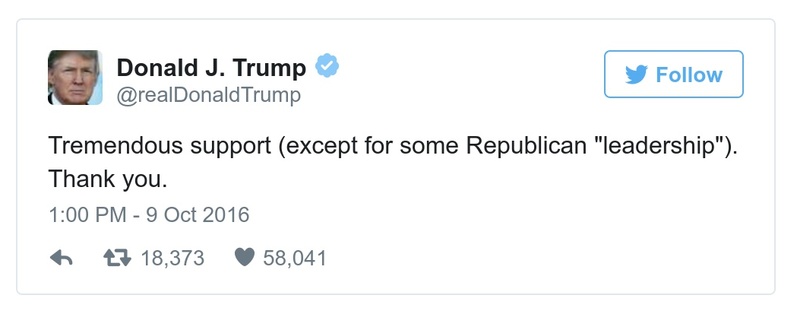 Donald J. Trump
@realDonaldTrump
Follow
Tremendous support (except for some Republican "leadership").
Thank you.
1:00 PM - 9 Oct 2016
18,373 58,041